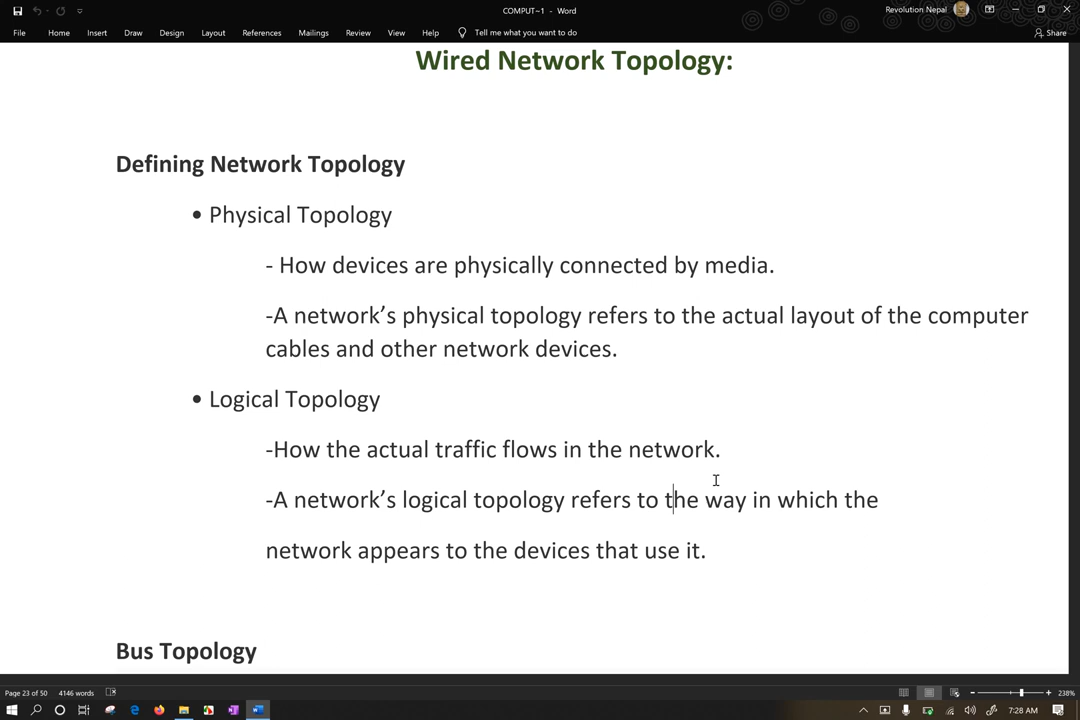 COMPUT~1 - Word
Revolution Nepal
File Home Insert Draw Design Layout References Mailings Review View Help Tell me what you want to do Share
Wired Network Topology:
Defining Network Topology
• Physical Topology
- How devices are physically connected by media.
-A network’s physical topology refers to the actual layout of the computer
cables and other network devices.
• Logical Topology
-How the actual traffic flows in the network.
-A network’s logical topology refers to the way in which the
network appears to the devices that use it.
Bus Topology
Page 23 of 50 4146 words 238%
7:28 AM